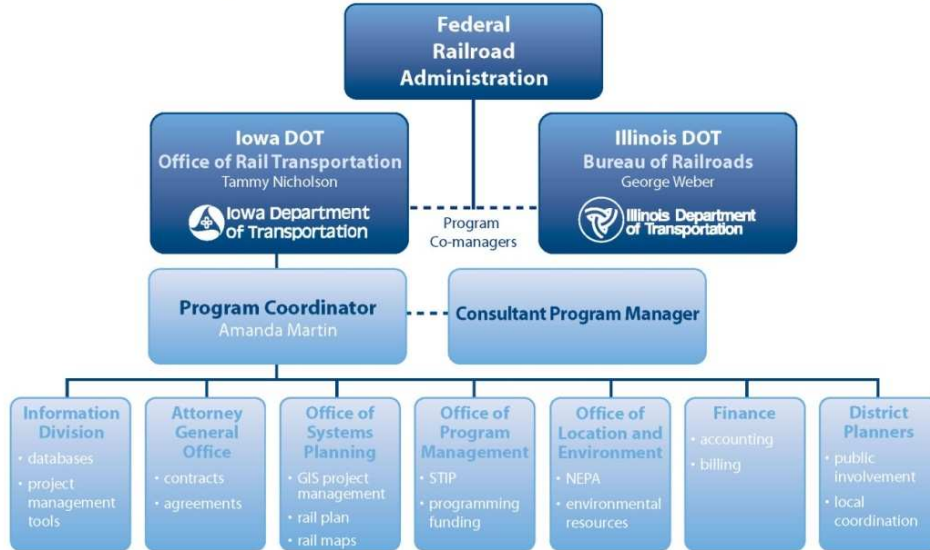 Federal
Railroad
Administration
Iowa DOT
Office of Rail Transportation
Tammy Nicholson
Iowa Department
of Transportation
Program
Co-managers
Illinois DOT
Bureau of Railroads
George Weber
Illinois Department
of Transportation
Program Coordinator
Amanda Martin
Consultant Program Manager
Information
Division
• databases
• project
management
tools
Attorney
General
Office
• contracts
• agreements
Office of
Systems
Planning
• GIS project
management
• rail plan
• rail maps
Office of
Program
Management
• STIP
• programming
funding
Office of
Location and
Environment
• NEPA
• environmental
resources
Finance
• accounting
• billing
District
Planners
• public
involvement
• local
coordination